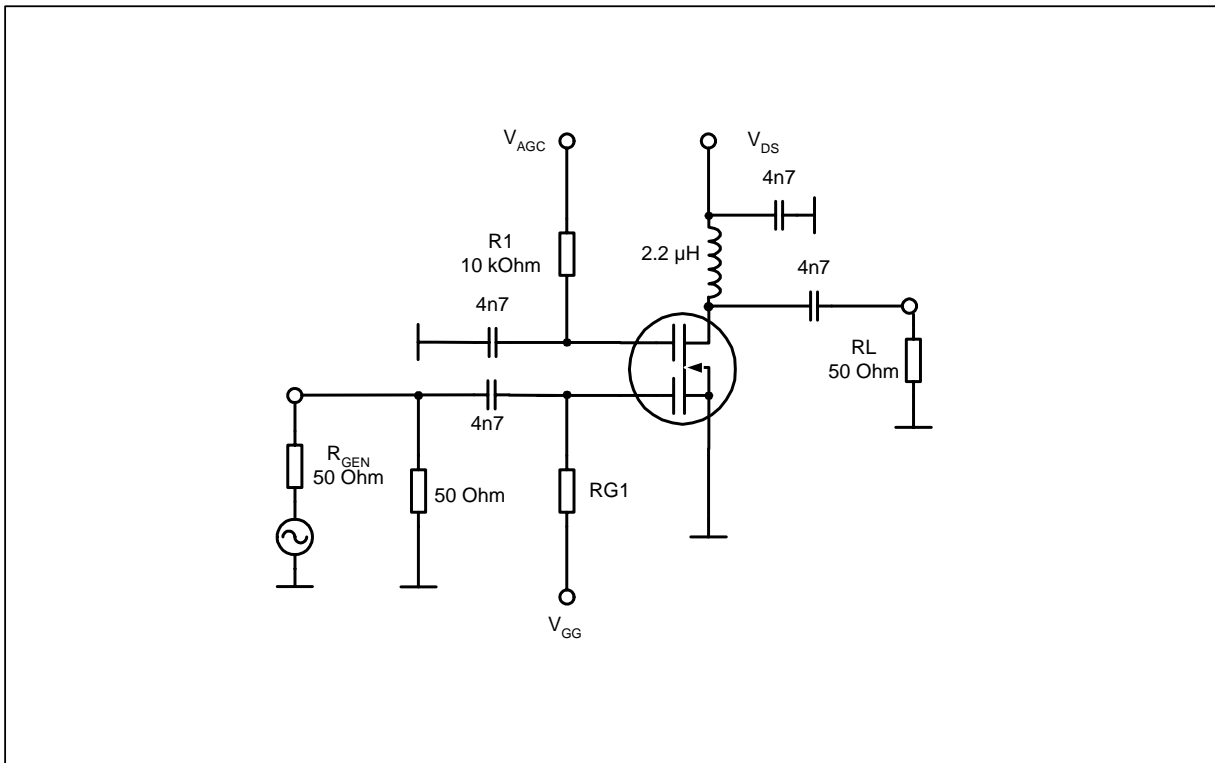 V_AGC
V_DS
4n7
R1
10 kOhm
2.2 µH
4n7
4n7
RL
50 Ohm
4n7
R_GEN
50 Ohm
50 Ohm
RG1
V_GG